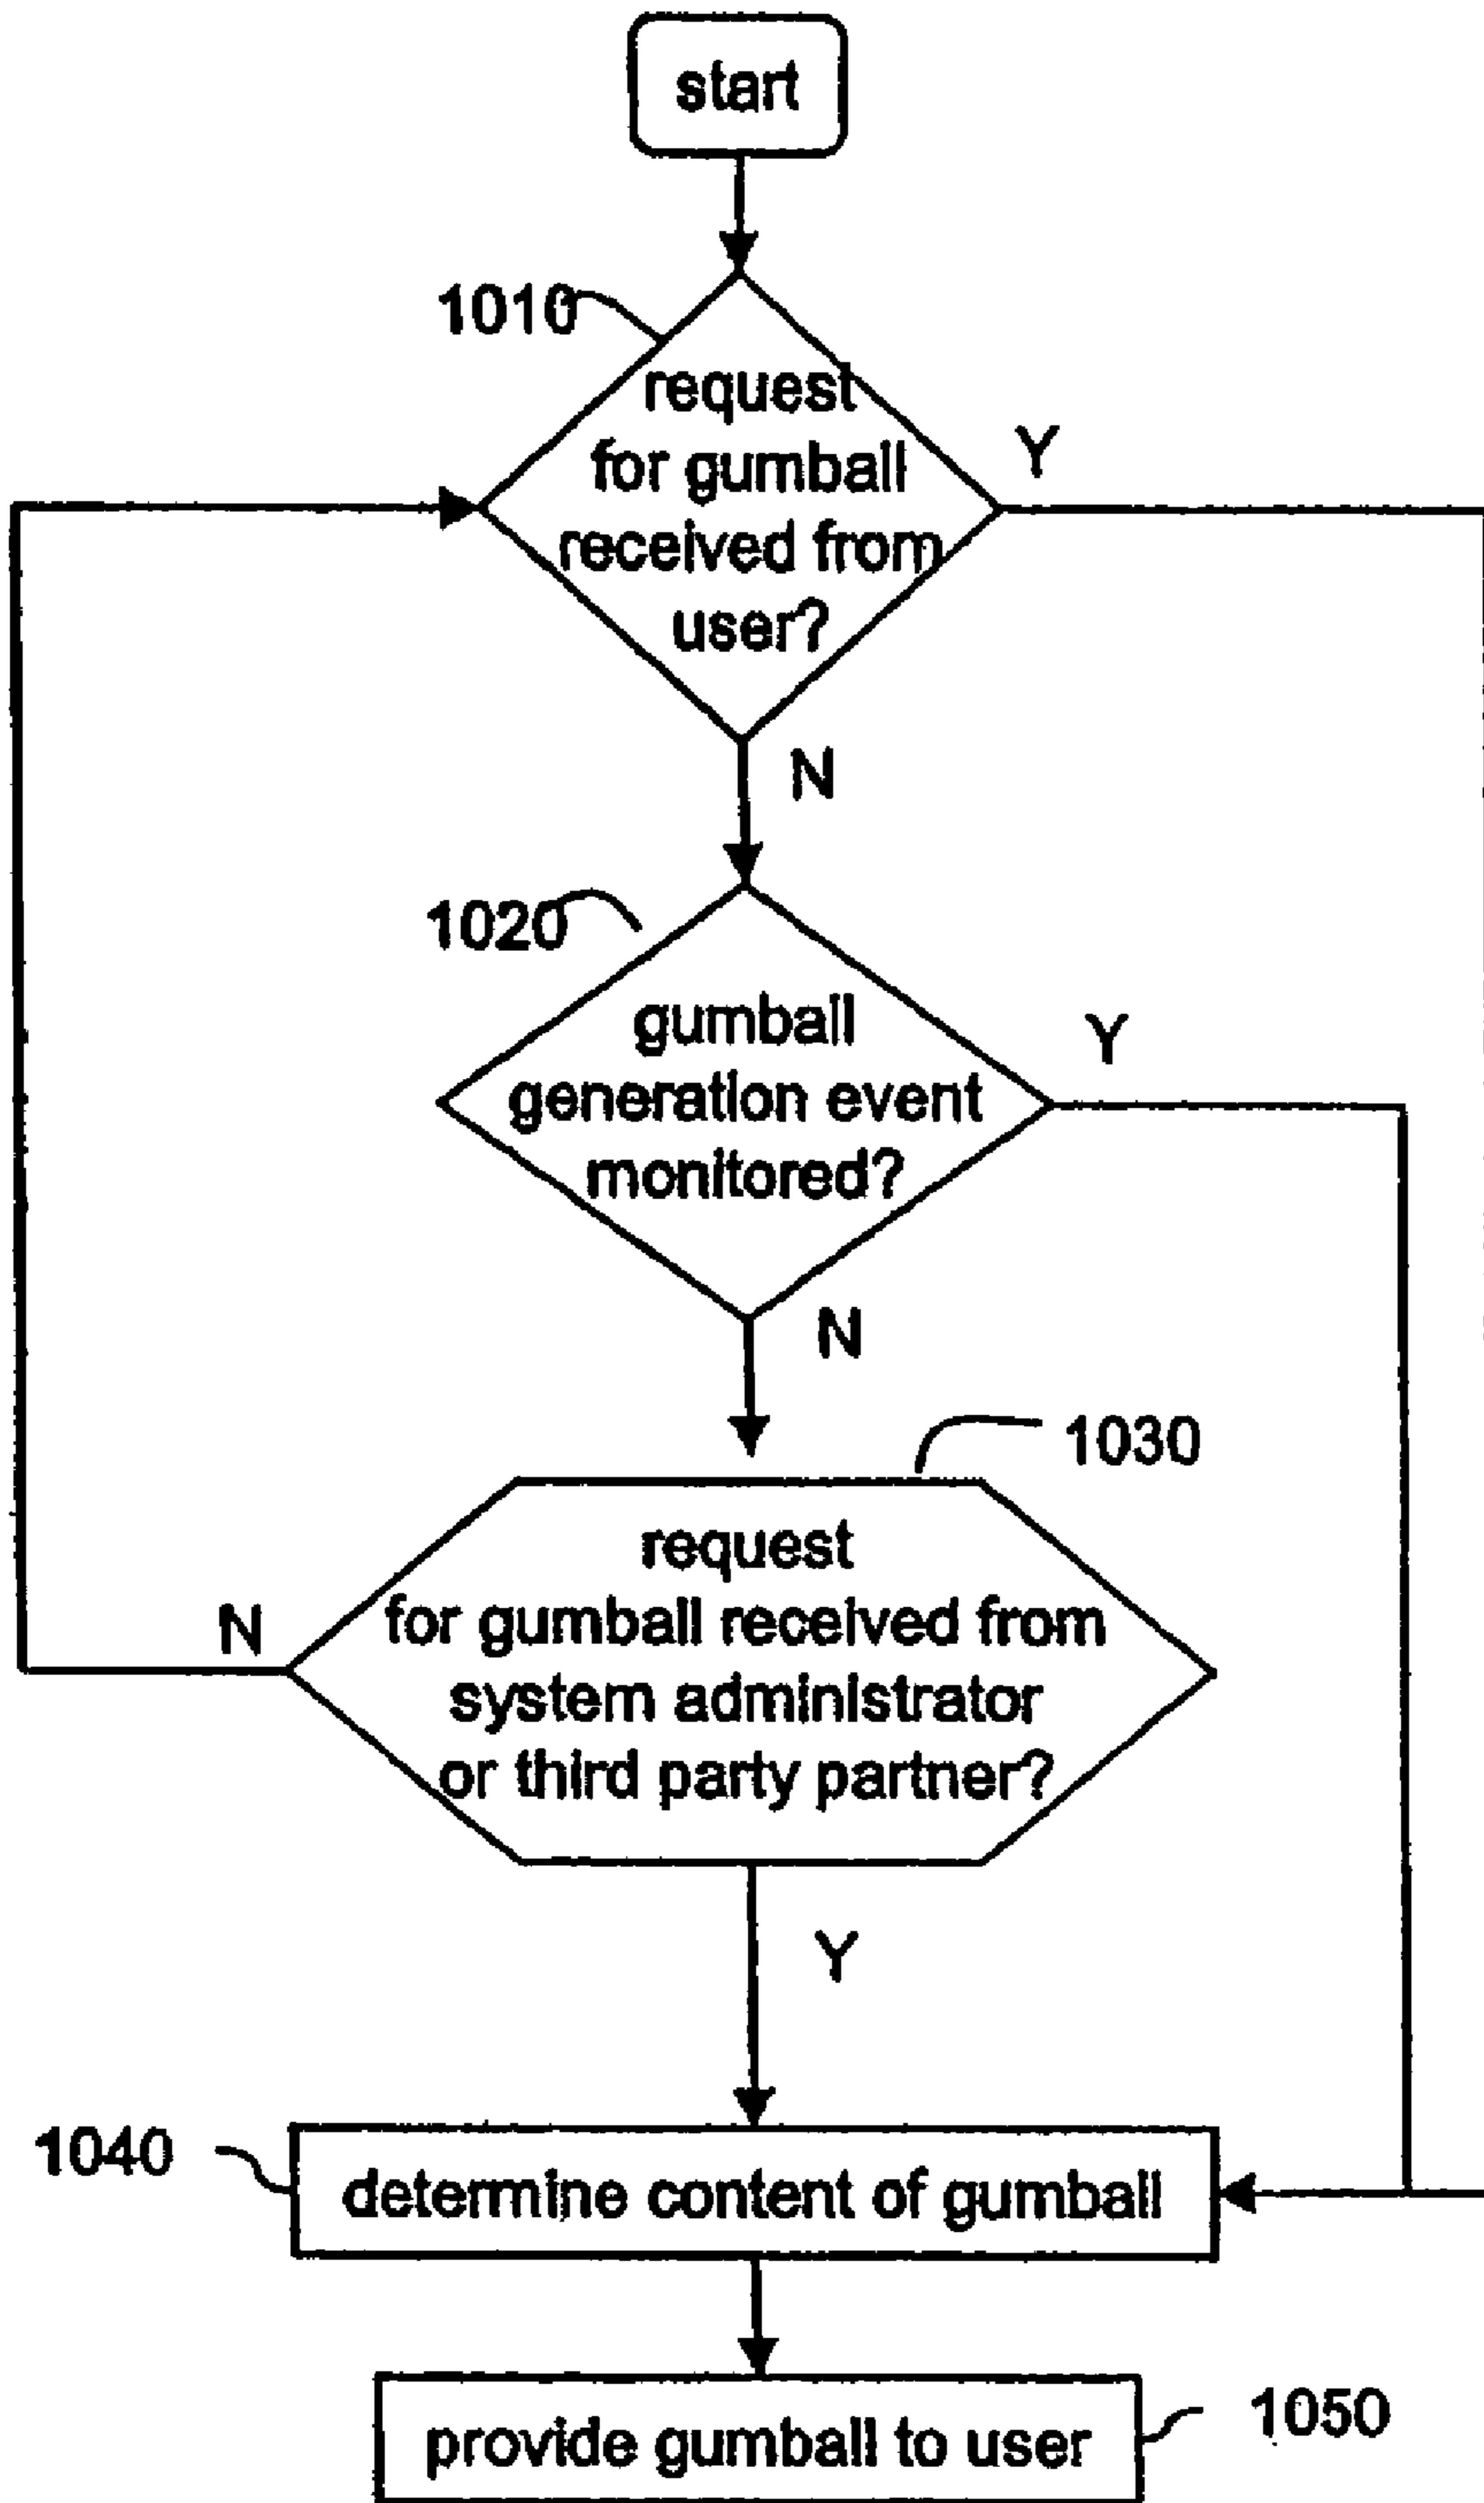 start
1010
request
for gumball
received from
user?
Y
N
1020
gumball
generation event
monitored?
Y
N
1030
request
for gumball received from
system administrator
or third party partner?
N
Y
1040
determine content of gumball
provide gumball to user
1050